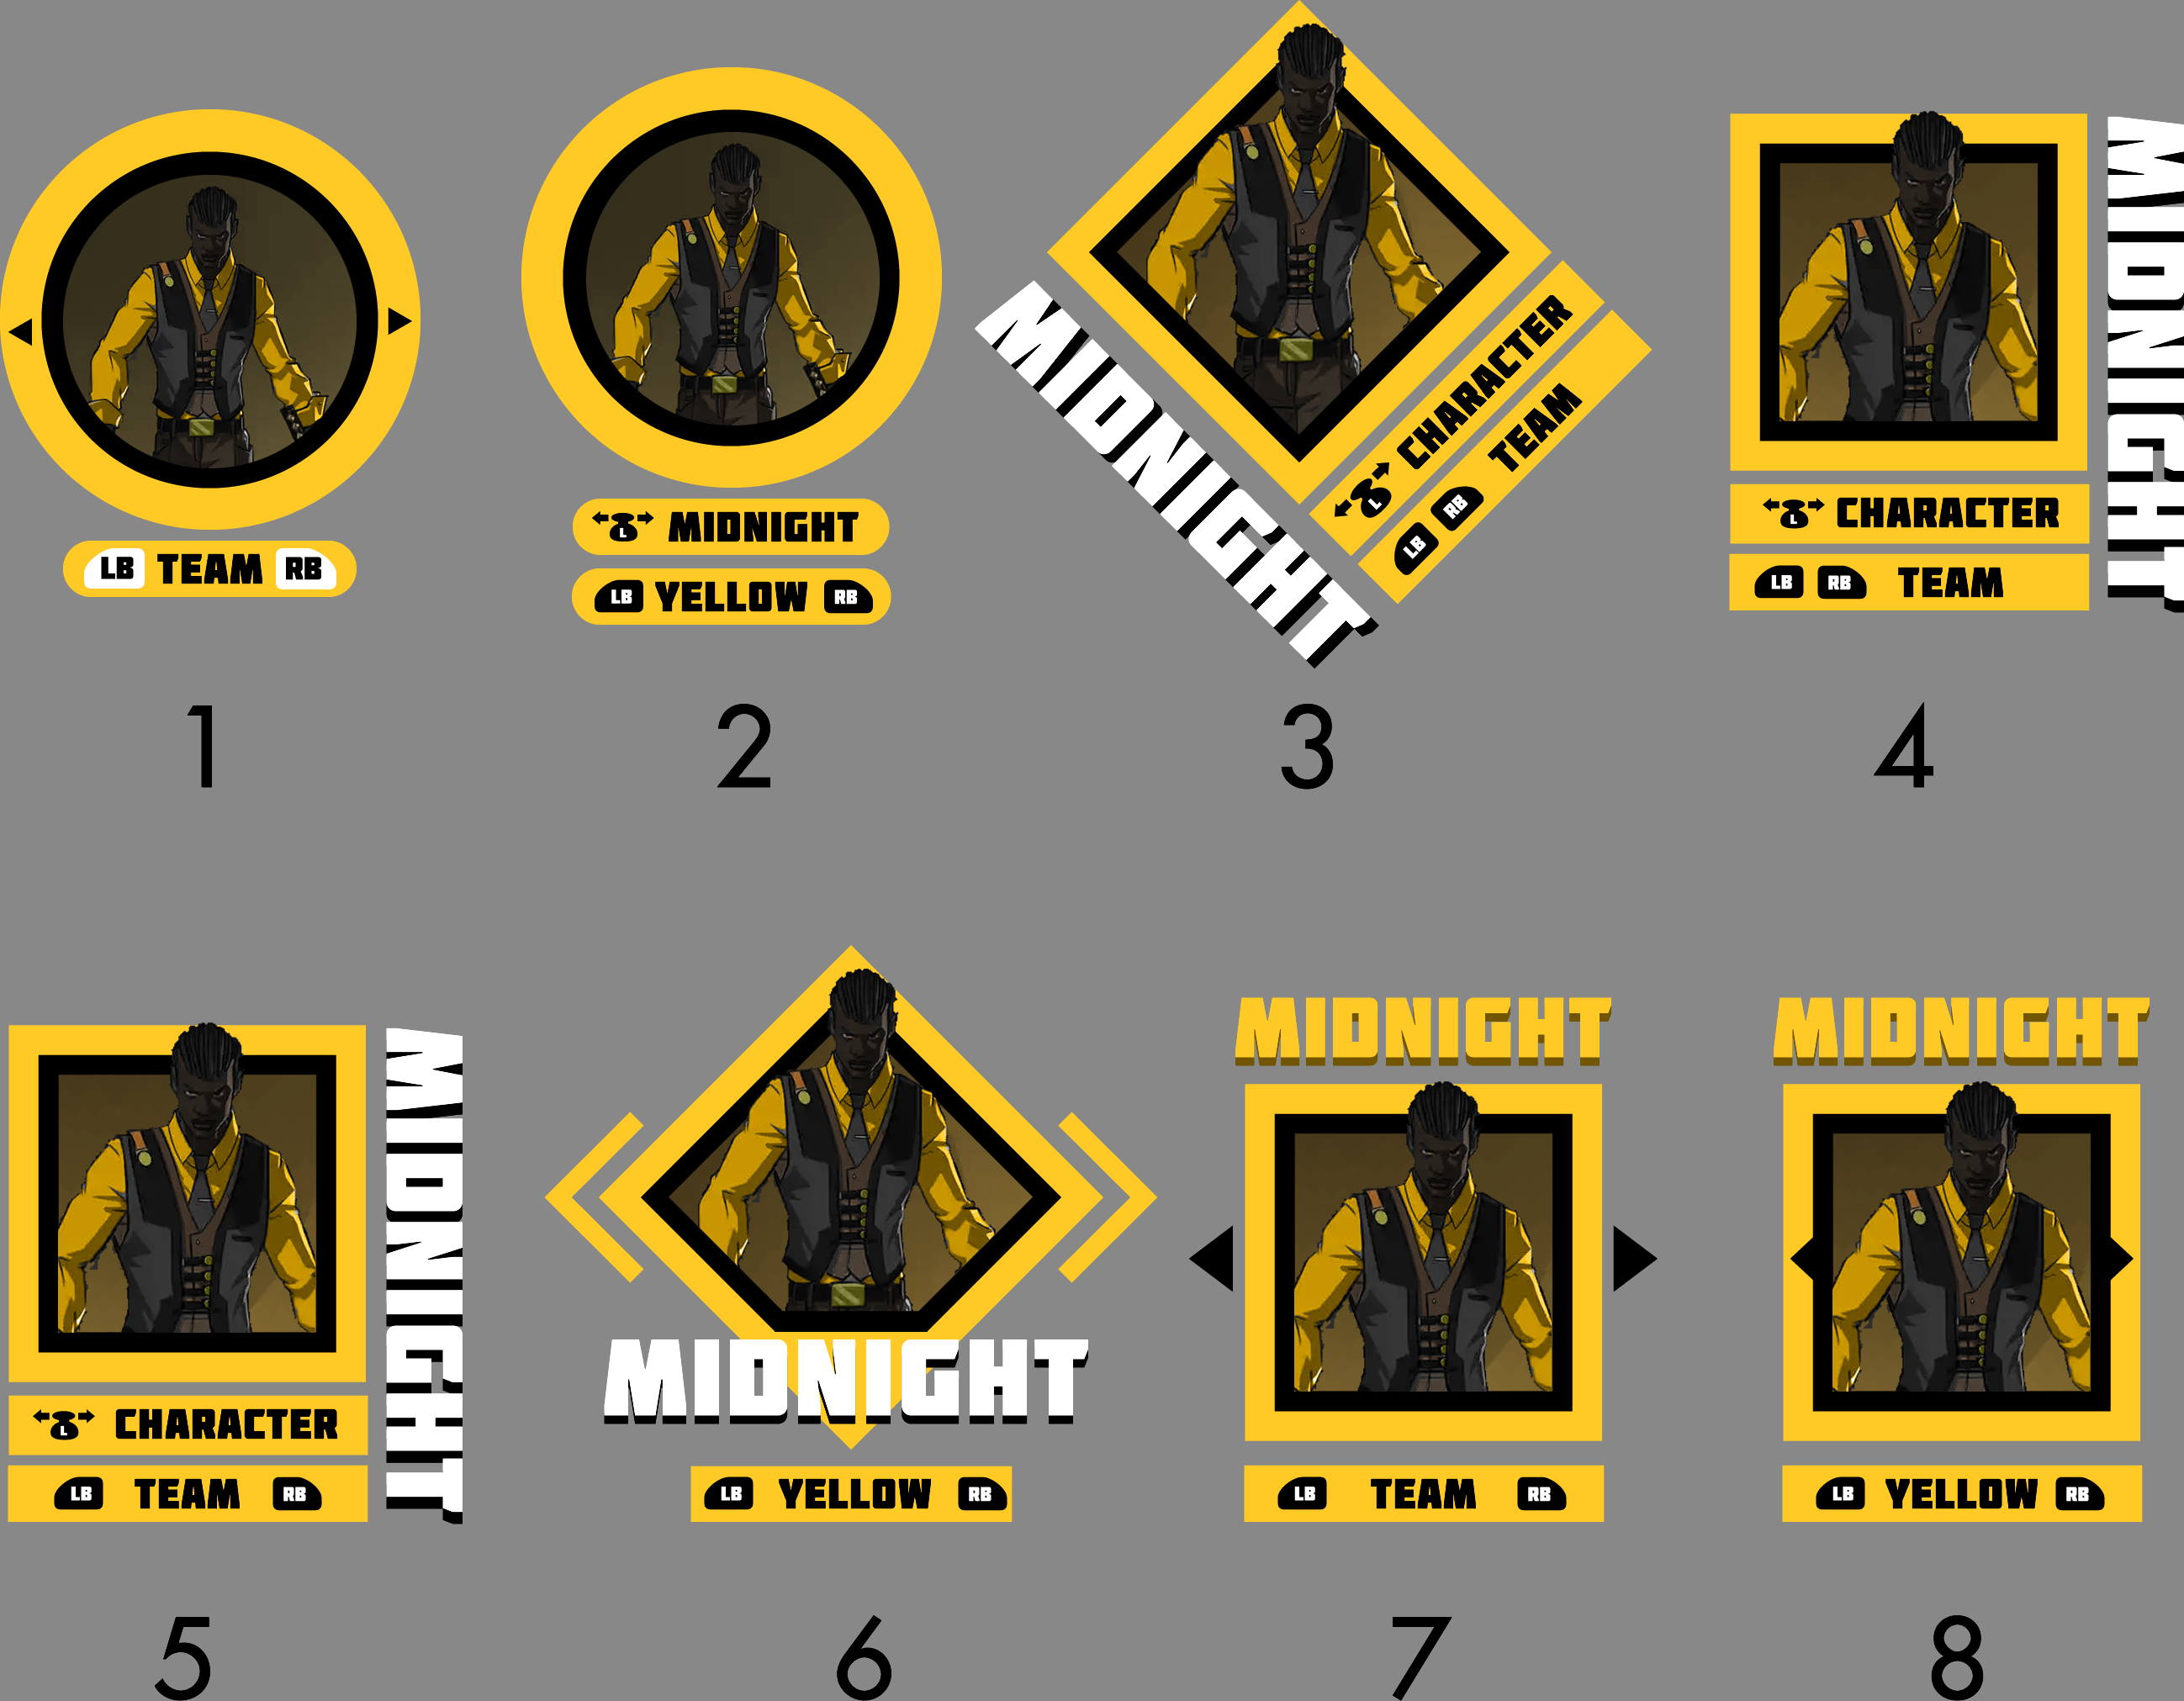 LB TEAM RB
1
L MIDNIGHT
LB YELLOW RB
2
MIDNIGHT
L CHARACTER
LB RB TEAM
3
MIDNIGHT
L CHARACTER
LB RB TEAM
4
MIDNIGHT
L CHARACTER
LB TEAM RB
5
MIDNIGHT
LB YELLOW RB
6
MIDNIGHT
LB TEAM RB
7
MIDNIGHT
LB YELLOW RB
8